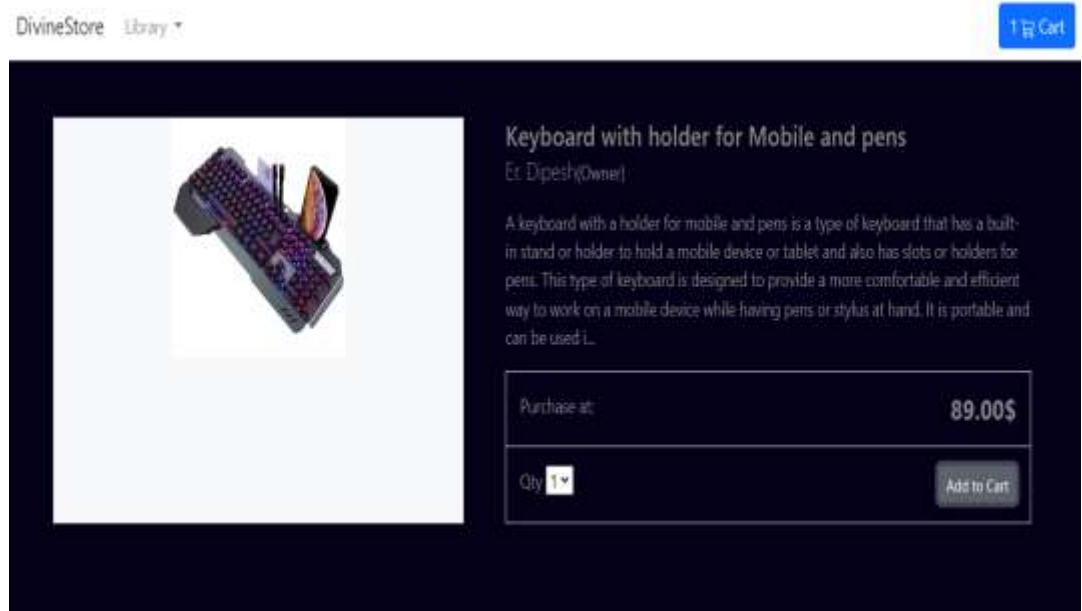 DivineStore Library
1 Cart
Keyboard with holder for Mobile and pens
Er. Dipesh(Owner)
A keyboard with a holder for mobile and pens is a type of keyboard that has a built-
in stand or holder to hold a mobile device or tablet and also has slots or holders for
pens. This type of keyboard is designed to provide a more comfortable and efficient
way to work on a mobile device while having pens or stylus at hand. It is portable and
can be used i...
Purchase at:
89.00$
Qty 1
Add to Cart